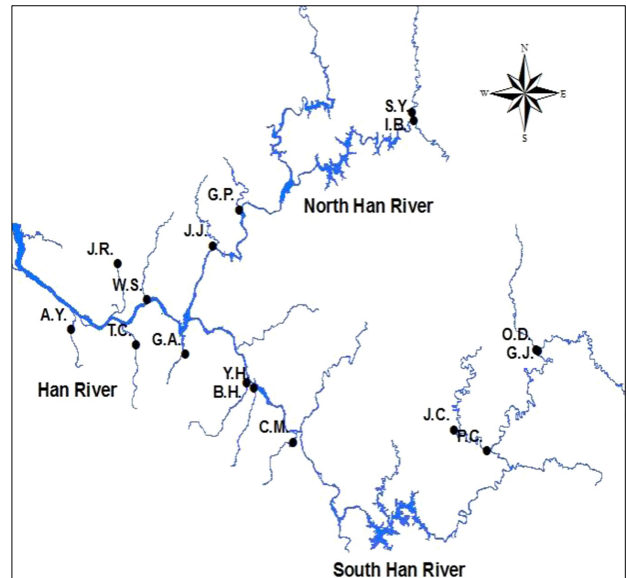 N
W E
S
S.Y.
I.B.
G.P.
North Han River
J.J.
J.R.
W.S.
A.Y.
T.C.
G.A.
O.D.
G.J.
Han River
Y.H.
B.H.
J.C.
C.M.
P.C.
South Han River